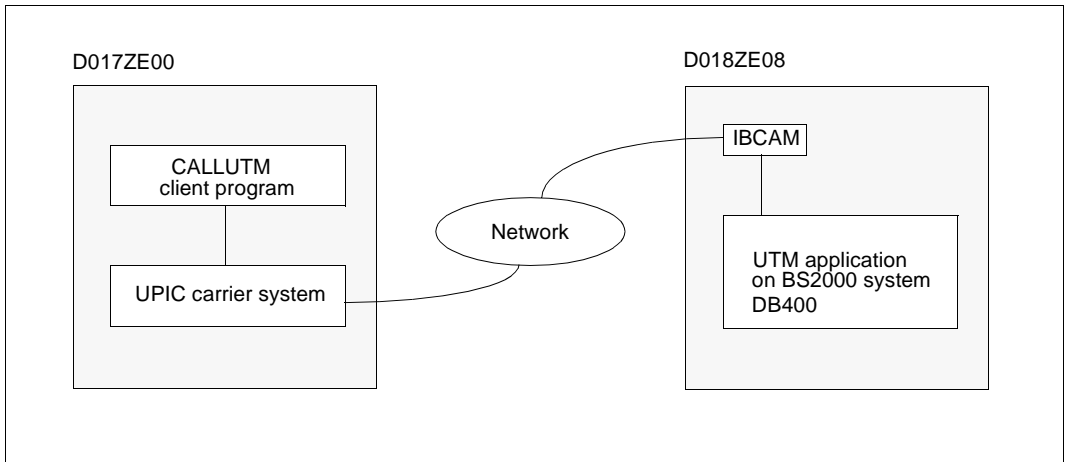 D017ZE00
CALLUTM
client program
UPIC carrier system
Network
D018ZE08
IBCAM
UTM application
on BS2000 system
DB400